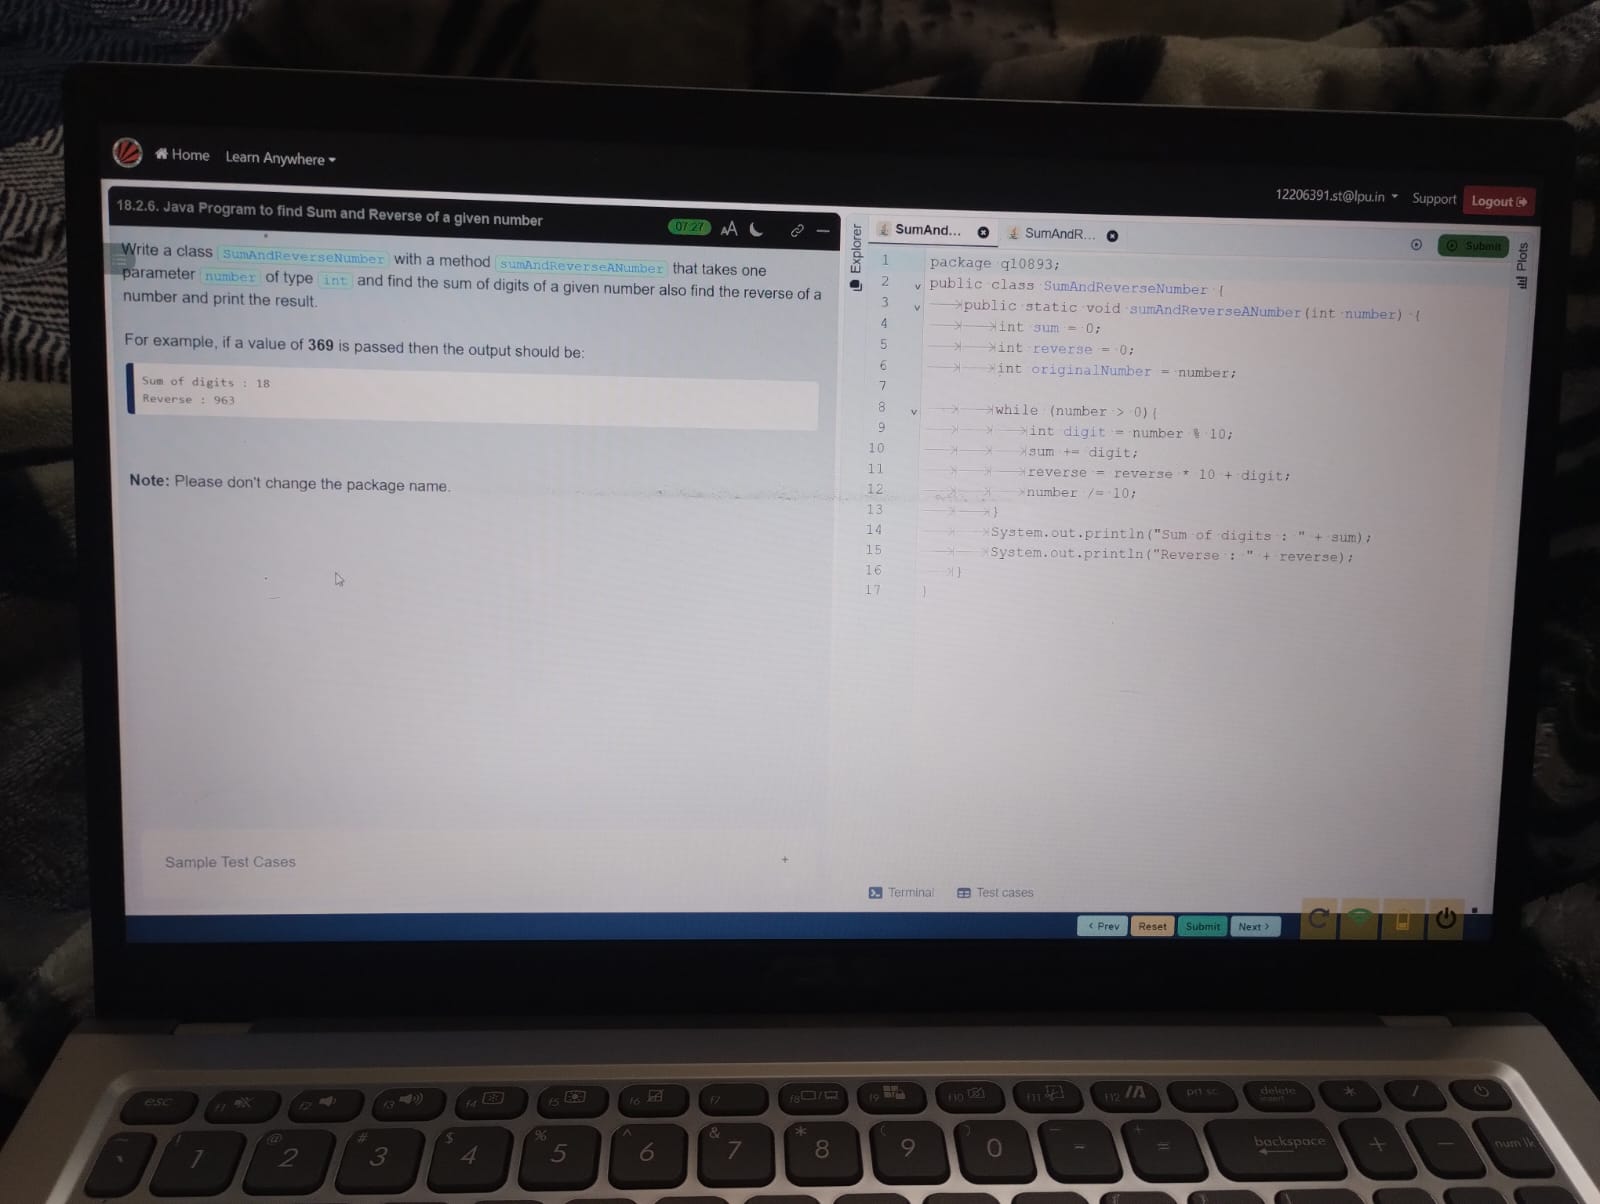 Home Learn Anywhere
12206391.st@lpu.in Support Logout
18.2.6. Java Program to find Sum and Reverse of a given number
07:27 AA
Write a class SumAndReverseNumber with a method sumAndReverseANumber that takes one
parameter number of type int and find the sum of digits of a given number also find the reverse of a
number and print the result.
For example, if a value of 369 is passed then the output should be:
Sum of digits : 18
Reverse : 963
Note: Please don't change the package name.
Sample Test Cases +
Explorer
SumAnd... SumAndR...
Submit
Plots
1 package q10893;
2 public class SumAndReverseNumber {
3 public static void sumAndReverseANumber(int number) {
4 int sum = 0;
5 int reverse = 0;
6 int originalNumber = number;
7
8 while (number > 0){
9 int digit = number % 10;
10 sum += digit;
11 reverse = reverse * 10 + digit;
12 number /= 10;
13 }
14 System.out.println("Sum of digits : " + sum);
15 System.out.println("Reverse : " + reverse);
16 }
17 }
Terminal Test cases
< Prev Reset Submit Next >
esc f1 f2 f3 f4 f5 f6 f7 f8 f9 f10 f11 f12 prt sc delete insert * /
! 1 @ 2 # 3 $ 4 % 5 ^ 6 & 7 * 8 ( 9 ) 0 - + = backspace + - num lk